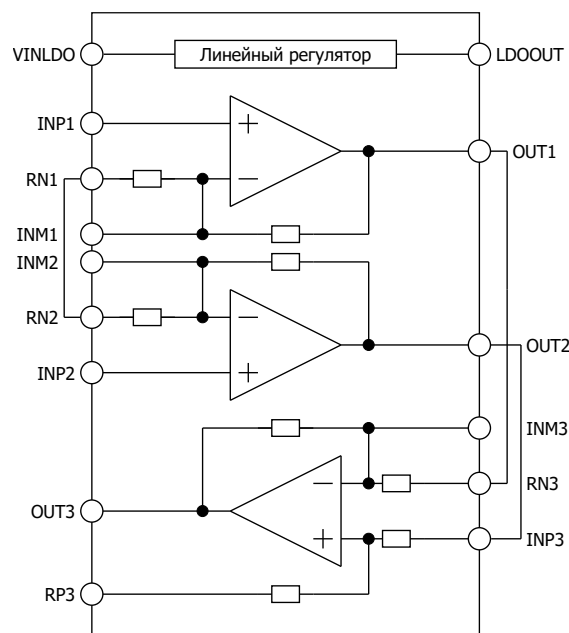 VINLDO
Линейный регулятор
LDOOUT
INP1
+
OUT1
RN1
−
INM1
INM2
RN2
−
OUT2
INP2
+
INM3
−
RN3
OUT3
+
INP3
RP3